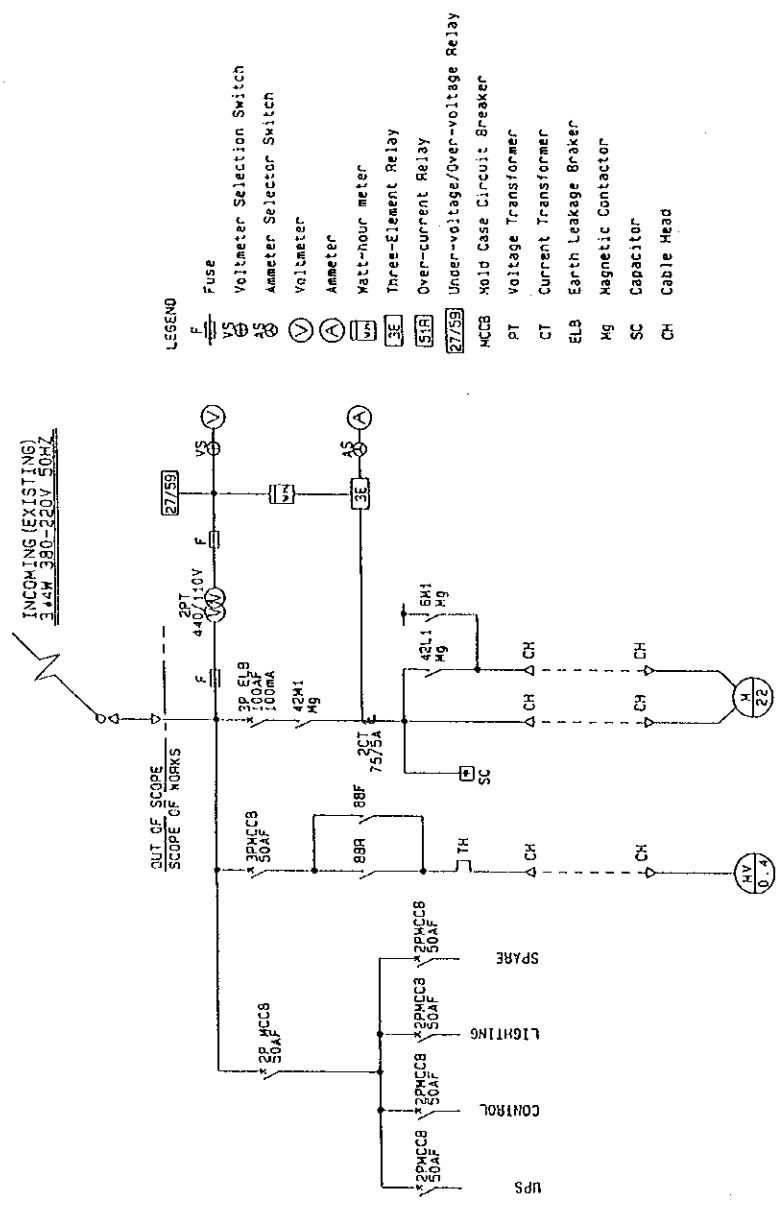 INCOMING (EXISTING)
3φ4W 380-220V 50HZ
OUT OF SCOPE
SCOPE OF WORKS
2PT
440/110V
F
F
27/59
VS
V
WH
3E
AS
A
3P ELB
100AF
100mA
42M1
Mg
2CT
75/5A
42L1
Mg
6M1
Mg
SC
CH
CH
CH
CH
M
22
3PMCCB
50AF
88R
88F
TH
CH
CH
MV
0.4
2P MCCB
50AF
2PMCCB
50AF
2PMCCB
50AF
2PMCCB
50AF
2PMCCB
50AF
UPS
CONTROL
LIGHTING
SPARE
LEGEND
F Fuse
VS Voltmeter Selection Switch
AS Ammeter Selector Switch
V Voltmeter
A Ammeter
WH Watt-hour meter
3E Three-Element Relay
51R Over-current Relay
27/59 Under-voltage/Over-voltage Relay
MCCB Mold Case Circuit Breaker
PT Voltage Transformer
CT Current Transformer
ELB Earth Leakage Braker
Mg Magnetic Contactor
SC Capacitor
CH Cable Head